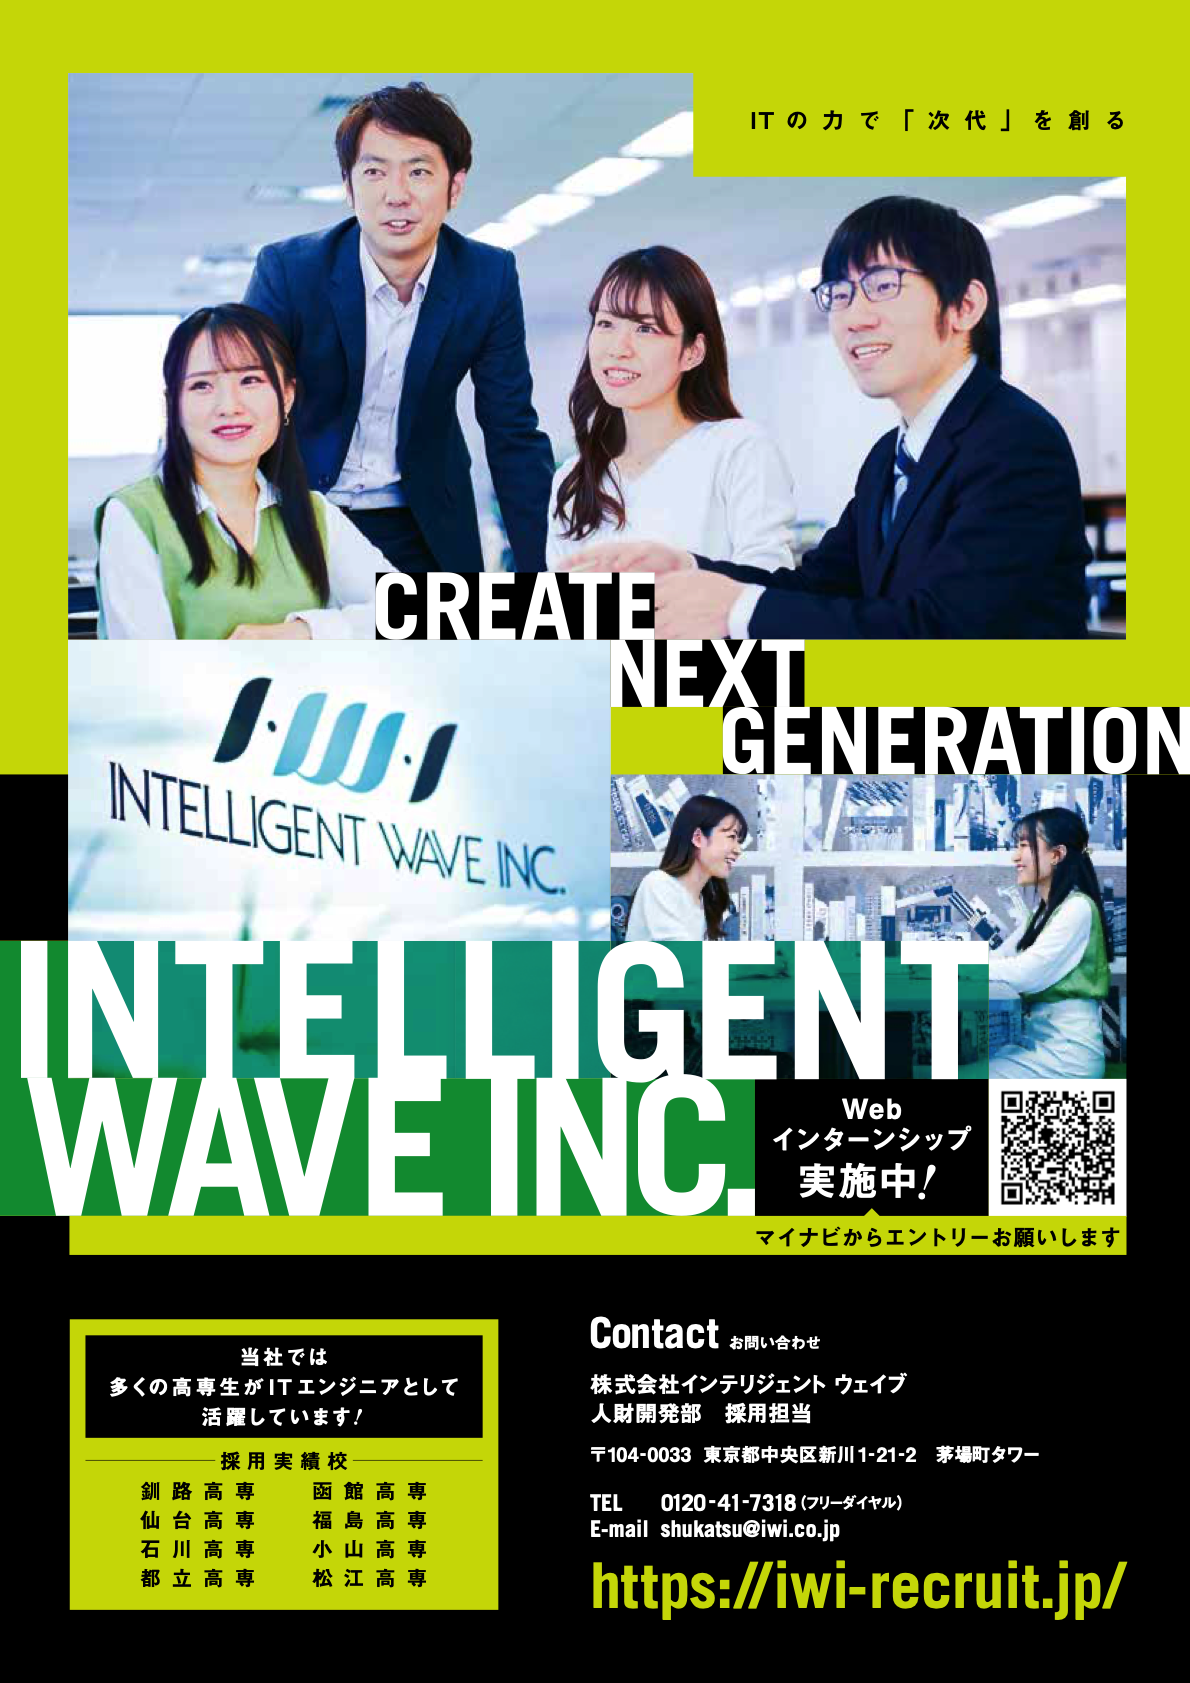 ITの力で「次代」を創る
CREATE
NEXT
GENERATION
I·W·I
INTELLIGENT WAVE INC.
INTELLIGENT
WAVE INC.
Web
インターンシップ
実施中!
マイナビからエントリーお願いします
当社では
多くの高専生がITエンジニアとして
活躍しています!
採用実績校
釧路高専 函館高専
仙台高専 福島高専
石川高専 小山高専
都立高専 松江高専
Contact お問い合わせ
株式会社インテリジェント ウェイブ
人財開発部 採用担当
〒104-0033 東京都中央区新川1-21-2 茅場町タワー
TEL 0120-41-7318(フリーダイヤル)
E-mail shukatsu@iwi.co.jp
https://iwi-recruit.jp/